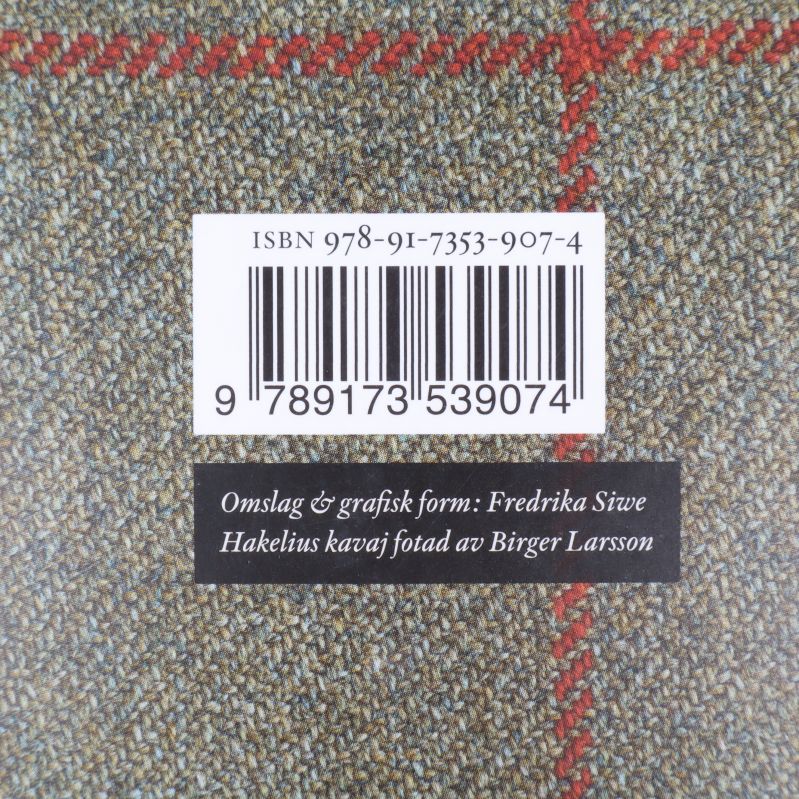 ISBN 978-91-7353-907-4
9 789173 539074
Omslag & grafisk form: Fredrika Siwe
Hakelius kavaj fotad av Birger Larsson